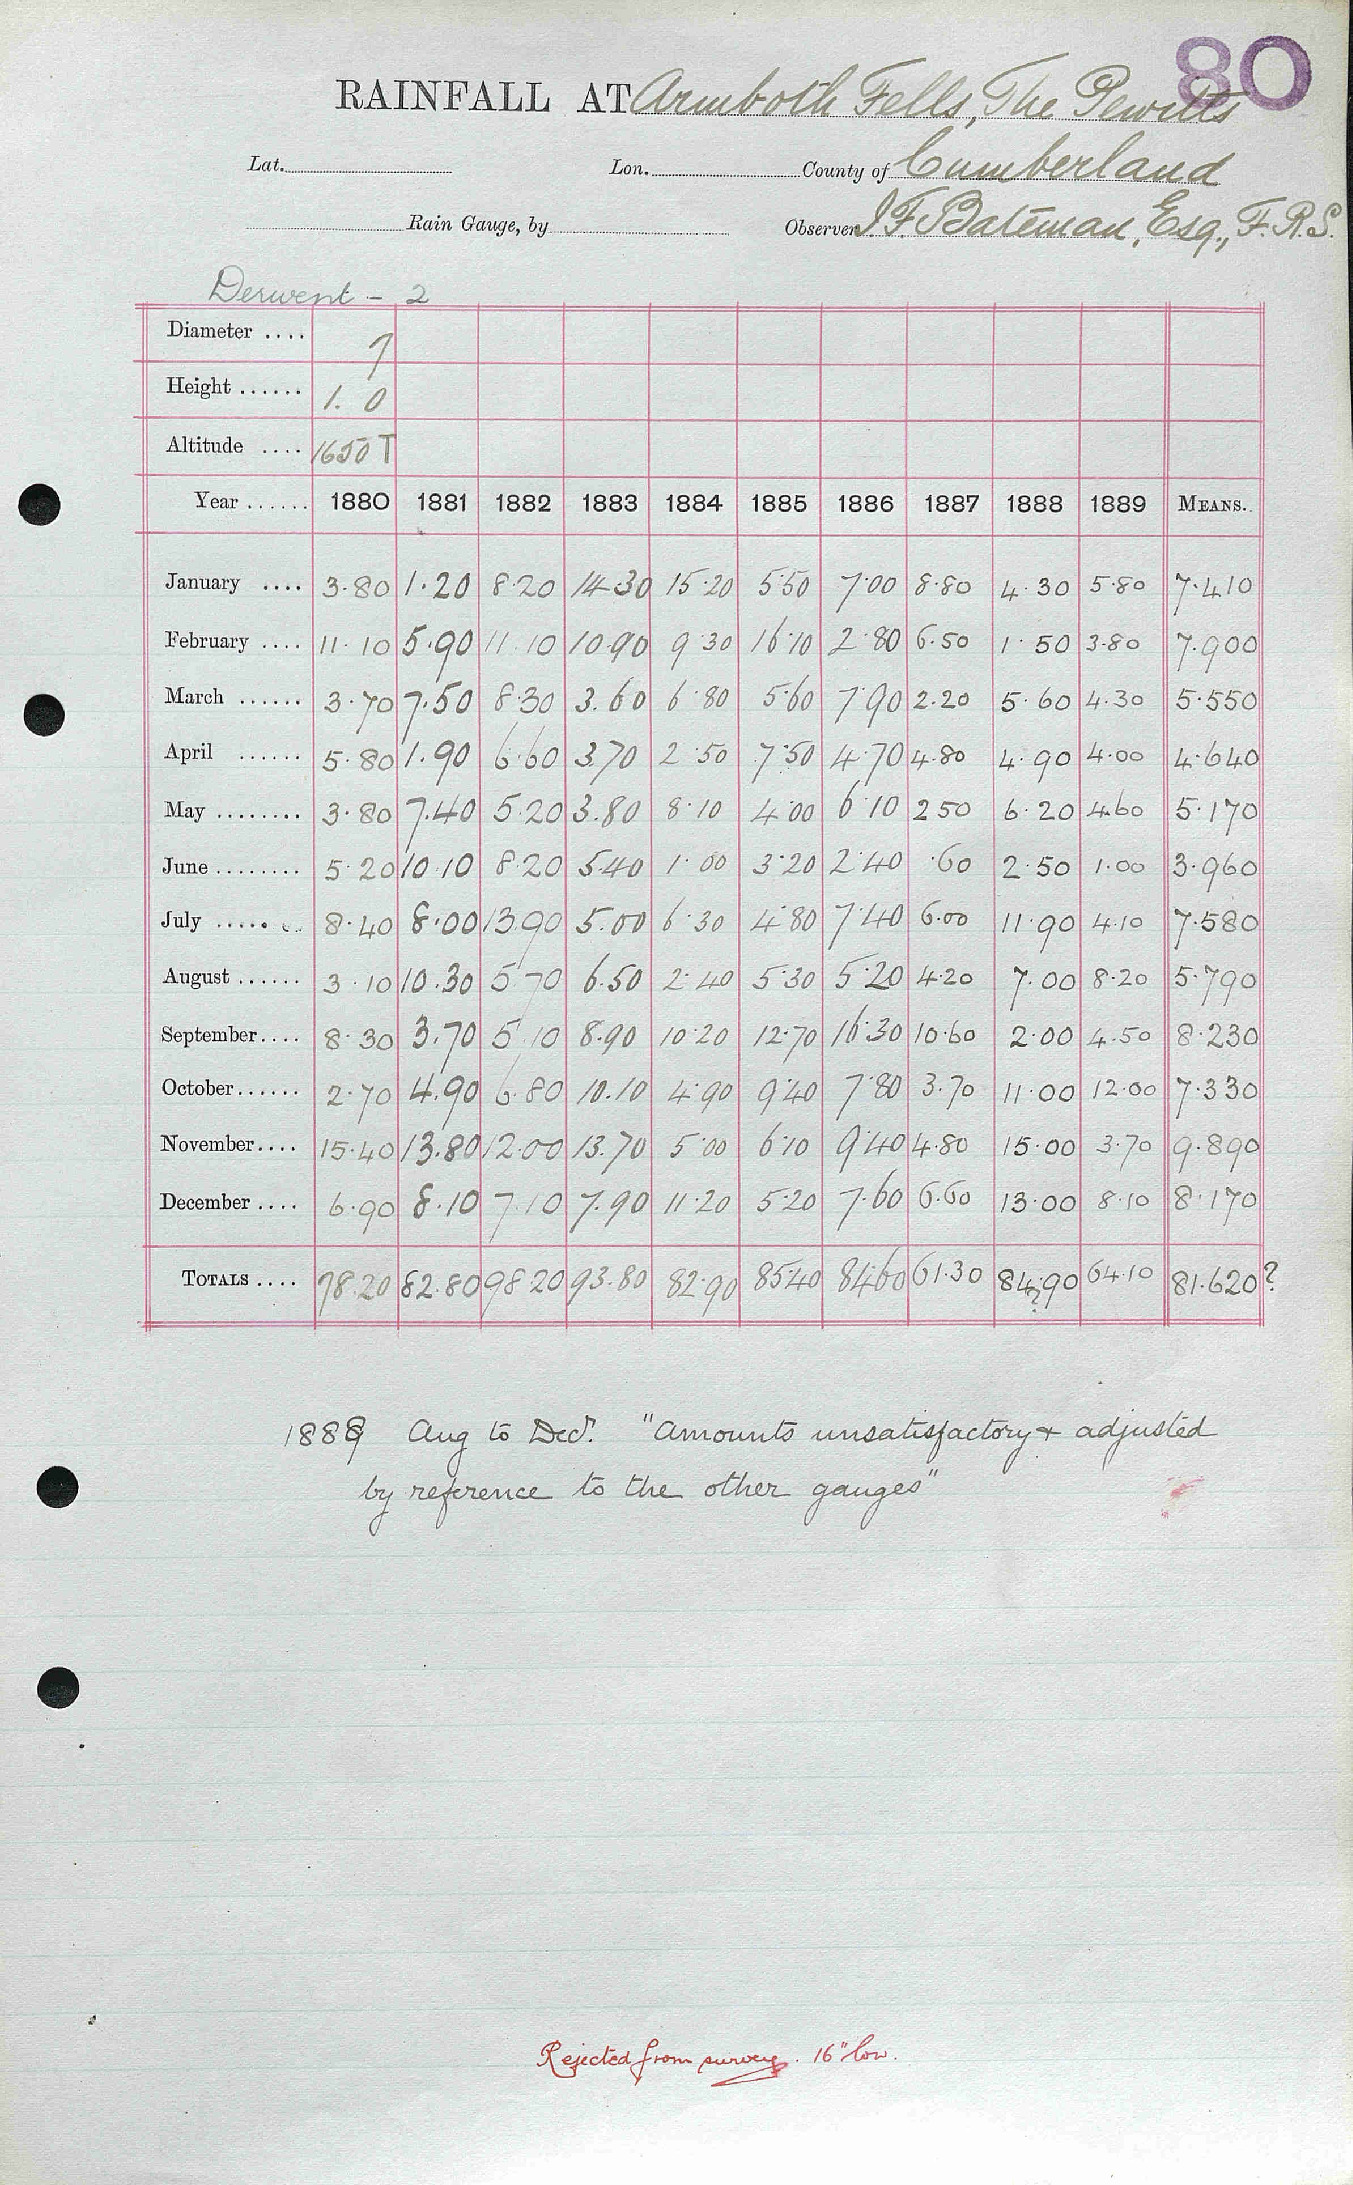 80
RAINFALL AT Armboth Fells, The Pewitts
Lat. Lon. County of Cumberland
Rain Gauge, by Observer J F Bateman, Esq., F.R.S.
Derwent - 2
Diameter .... 7
Height ...... 1. 0
Altitude .... 1650 T
Year ...... 1880 1881 1882 1883 1884 1885 1886 1887 1888 1889 MEANS.
January .... 3.80 1.20 8.20 14.30 15.20 5.50 7.00 8.80 4.30 5.80 7.410
February .... 11.10 5.90 11.10 10.90 9.30 16.10 2.80 6.50 1.50 3.80 7.900
March ...... 3.70 7.50 8.30 3.60 6.80 5.60 7.90 2.20 5.60 4.30 5.550
April ...... 5.80 1.90 6.60 3.70 2.50 7.50 4.70 4.80 4.90 4.00 4.640
May ........ 3.80 7.40 5.20 3.80 8.10 4.00 6.10 2.50 6.20 4.60 5.170
June ........ 5.20 10.10 8.20 5.40 1.00 3.20 2.40 .60 2.50 1.00 3.960
July ........ 8.40 8.00 13.90 5.00 6.30 4.80 7.40 6.00 11.90 4.10 7.580
August ...... 3.10 10.30 5.70 6.50 2.40 5.30 5.20 4.20 7.00 8.20 5.790
September .... 8.30 3.70 5.10 8.90 10.20 12.70 16.30 10.60 2.00 4.50 8.230
October ...... 2.70 4.90 6.80 10.10 4.90 9.40 7.80 3.70 11.00 12.00 7.330
November .... 15.40 13.80 12.00 13.70 5.00 6.10 9.40 4.80 15.00 3.70 9.890
December .... 6.90 8.10 7.10 7.90 11.20 5.20 7.60 6.60 13.00 8.10 8.170
TOTALS .... 78.20 82.80 98.20 93.80 82.90 85.40 84.60 61.30 84.90 64.10 81.620 ?
?
1888 Aug to Decr. "Amounts unsatisfactory & adjusted
by reference to the other gauges"
Rejected from survey. 16" low.